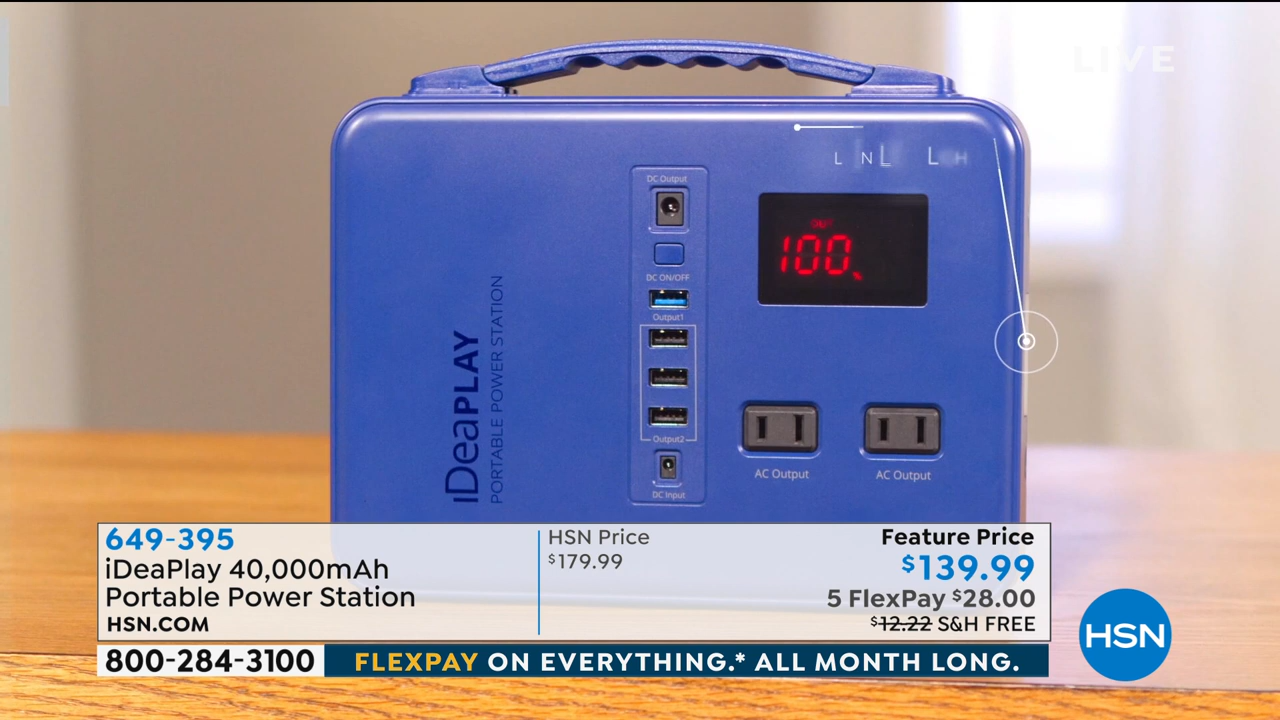 LIVE
DC Output
DC ON/OFF
Output1
Output2
DC Input
OUT
100%
AC Output
AC Output
iDeaPLAY
PORTABLE POWER STATION
649-395
iDeaPlay 40,000mAh
Portable Power Station
HSN.COM
HSN Price
$179.99
Feature Price
$139.99
5 FlexPay $28.00
$12.22 S&H FREE
800-284-3100
FLEXPAY ON EVERYTHING.* ALL MONTH LONG.
HSN